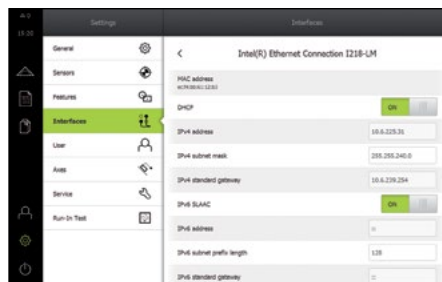 Settings
Interfaces
15:20
General
Sensors
Features
Interfaces
User
Axes
Service
Run-In Test
Intel(R) Ethernet Connection I218-LM
MAC address
DHCP
ON
IPv4 address
10.6.225.31
IPv4 subnet mask
255.255.240.0
IPv4 standard gateway
10.6.239.254
IPv6 SLAAC
ON
IPv6 address
::
IPv6 subnet prefix length
128
IPv6 standard gateway
::